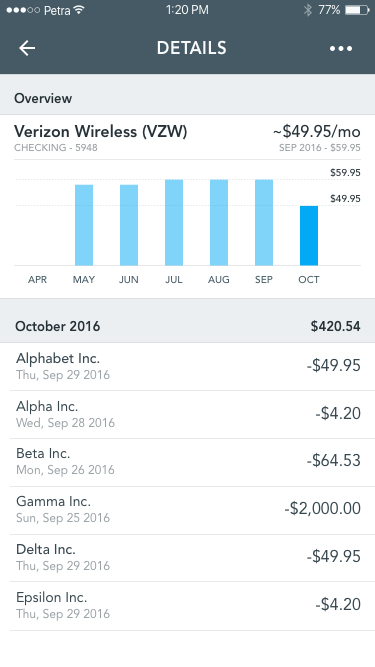 Petra 1:20 PM 77%
DETAILS
Overview
Verizon Wireless (VZW) ~$49.95/mo
CHECKING - 5948 SEP 2016 - $59.95
$59.95
$49.95
APR MAY JUN JUL AUG SEP OCT
October 2016 $420.54
Alphabet Inc. -$49.95
Thu, Sep 29 2016
Alpha Inc. -$4.20
Wed, Sep 28 2016
Beta Inc. -$64.53
Mon, Sep 26 2016
Gamma Inc. -$2,000.00
Sun, Sep 25 2016
Delta Inc. -$49.95
Thu, Sep 29 2016
Epsilon Inc. -$4.20
Thu, Sep 29 2016